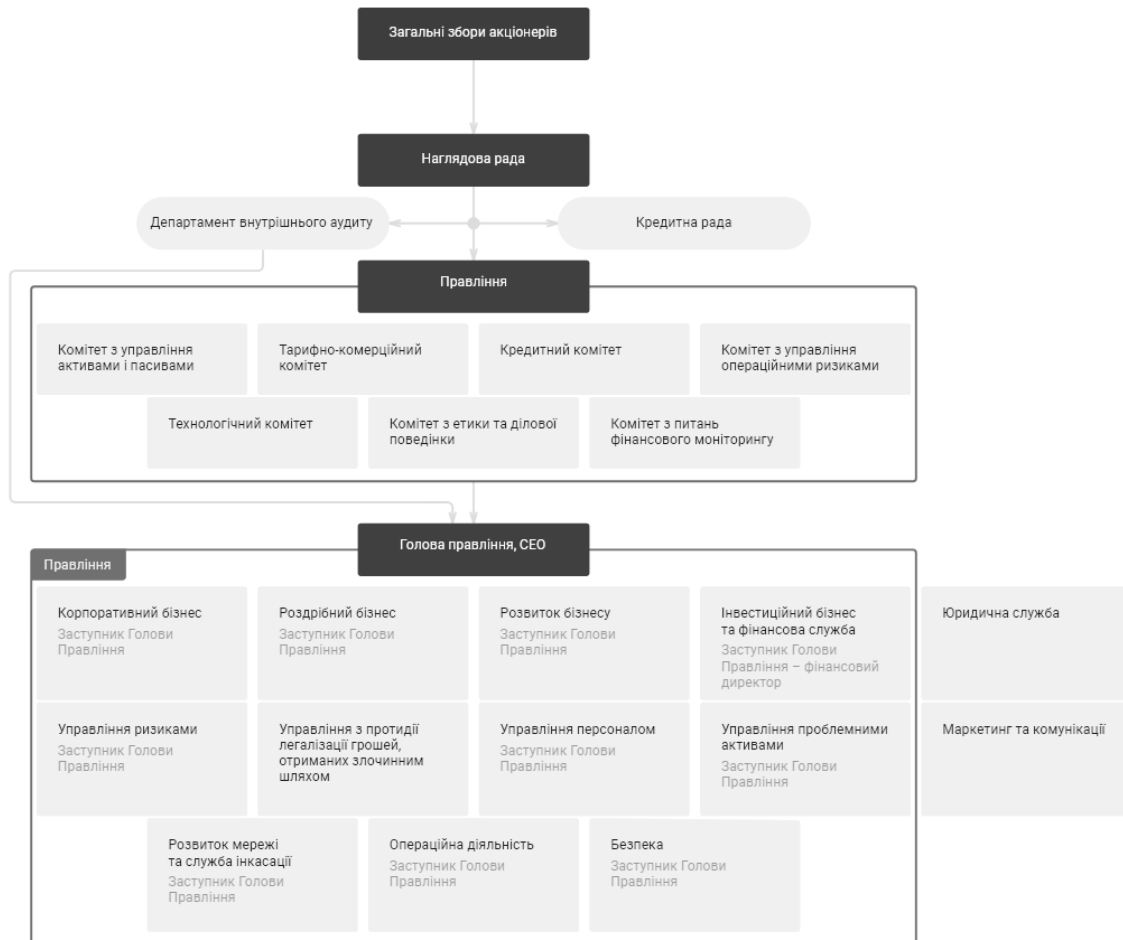 Загальні збори акціонерів
Наглядова рада
Департамент внутрішнього аудиту
Кредитна рада
Правління
Комітет з управління
активами і пасивами
Тарифно-комерційний
комітет
Кредитний комітет
Комітет з управління
операційними ризиками
Технологічний комітет
Комітет з етики та ділової
поведінки
Комітет з питань
фінансового моніторингу
Голова правління, CEO
Правління
Корпоративний бізнес
Заступник Голови
Правління
Роздрібний бізнес
Заступник Голови
Правління
Розвиток бізнесу
Заступник Голови
Правління
Інвестиційний бізнес
та фінансова служба
Заступник Голови
Правління – фінансовий
директор
Юридична служба
Управління ризиками
Заступник Голови
Правління
Управління з протидії
легалізації грошей,
отриманих злочинним
шляхом
Управління персоналом
Заступник Голови
Правління
Управління проблемними
активами
Заступник Голови
Правління
Маркетинг та комунікації
Розвиток мережі
та служба інкасації
Заступник Голови
Правління
Операційна діяльність
Заступник Голови
Правління
Безпека
Заступник Голови
Правління